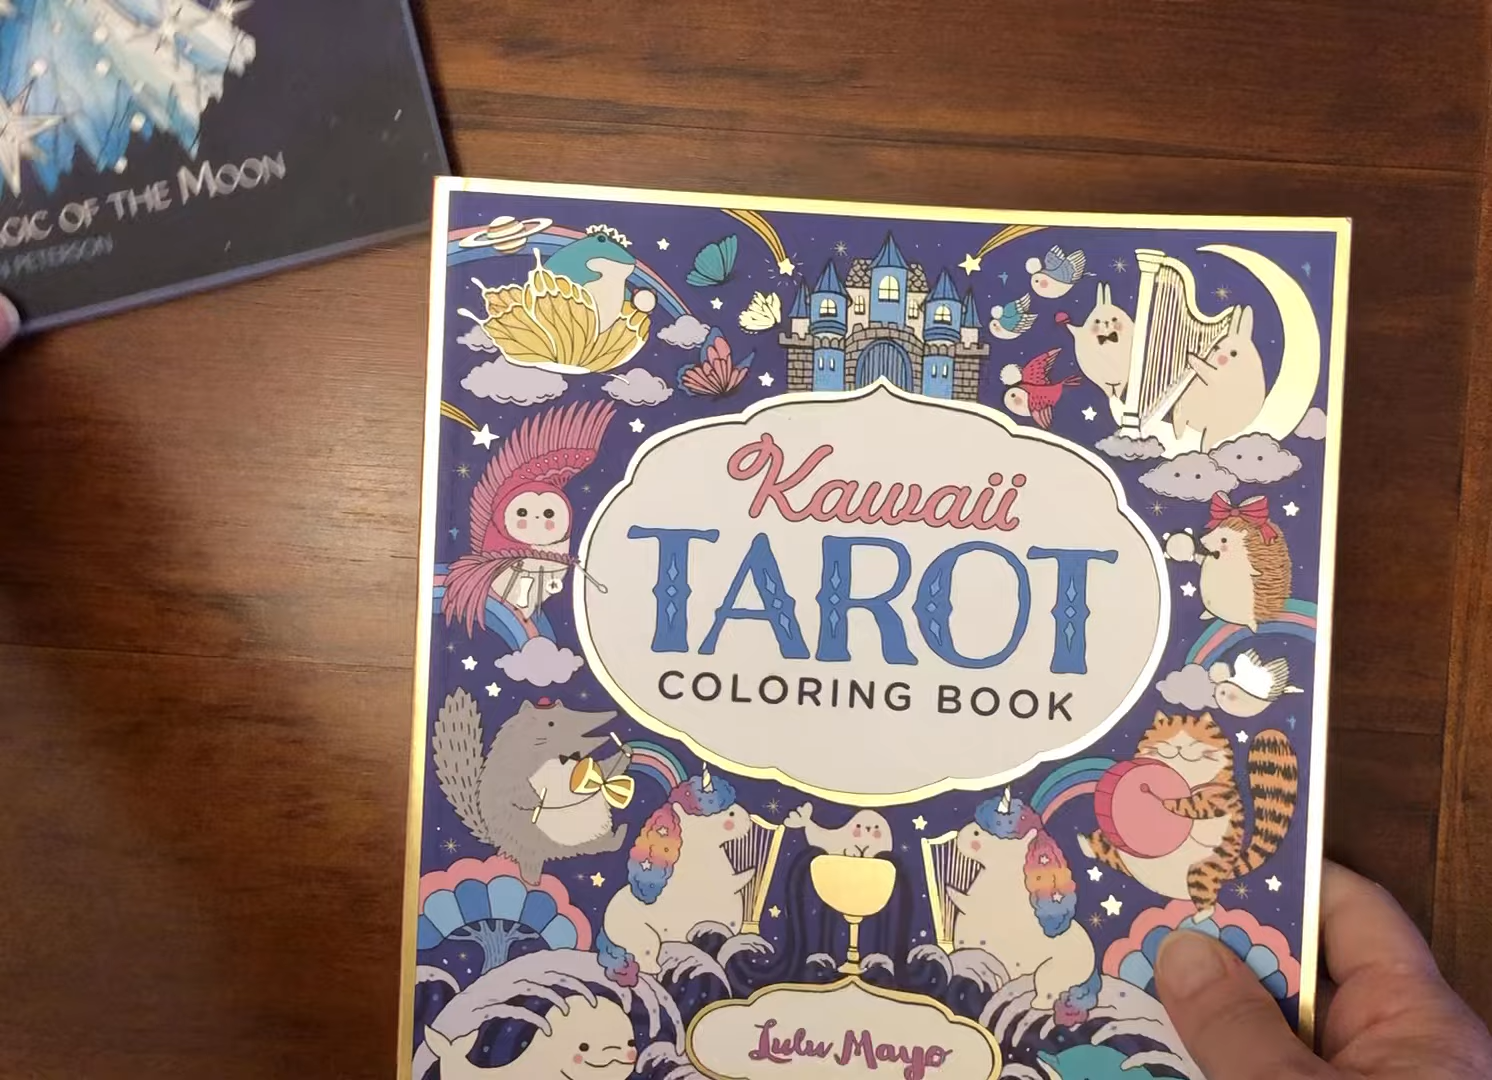 OF THE MOON
PETERSON
Kawaii
TAROT
COLORING BOOK
Lulu Mayo